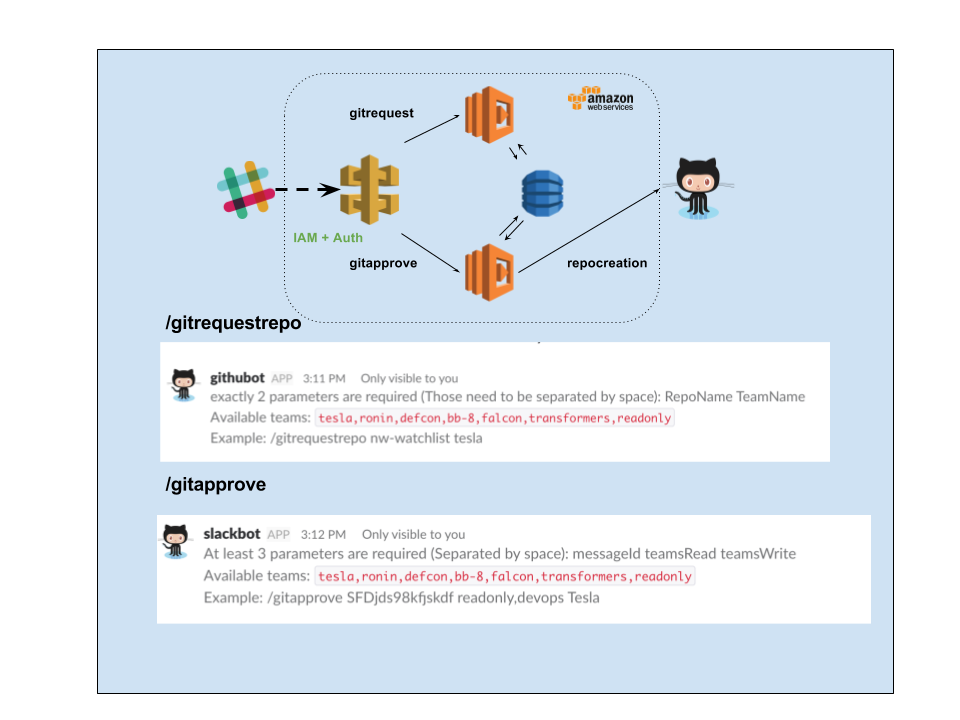 gitrequest
amazon
webservices
IAM + Auth
gitapprove
repocreation
/gitrequestrepo
githubot APP 3:11 PM Only visible to you
exactly 2 parameters are required (Those need to be separated by space): RepoName TeamName
Available teams: tesla,ronin,defcon,bb-8,falcon,transformers,readonly
Example: /gitrequestrepo nw-watchlist tesla
/gitapprove
slackbot APP 3:12 PM Only visible to you
At least 3 parameters are required (Separated by space): messageId teamsRead teamsWrite
Available teams: tesla,ronin,defcon,bb-8,falcon,transformers,readonly
Example: /gitapprove SFDjds98kfjskdf readonly,devops Tesla